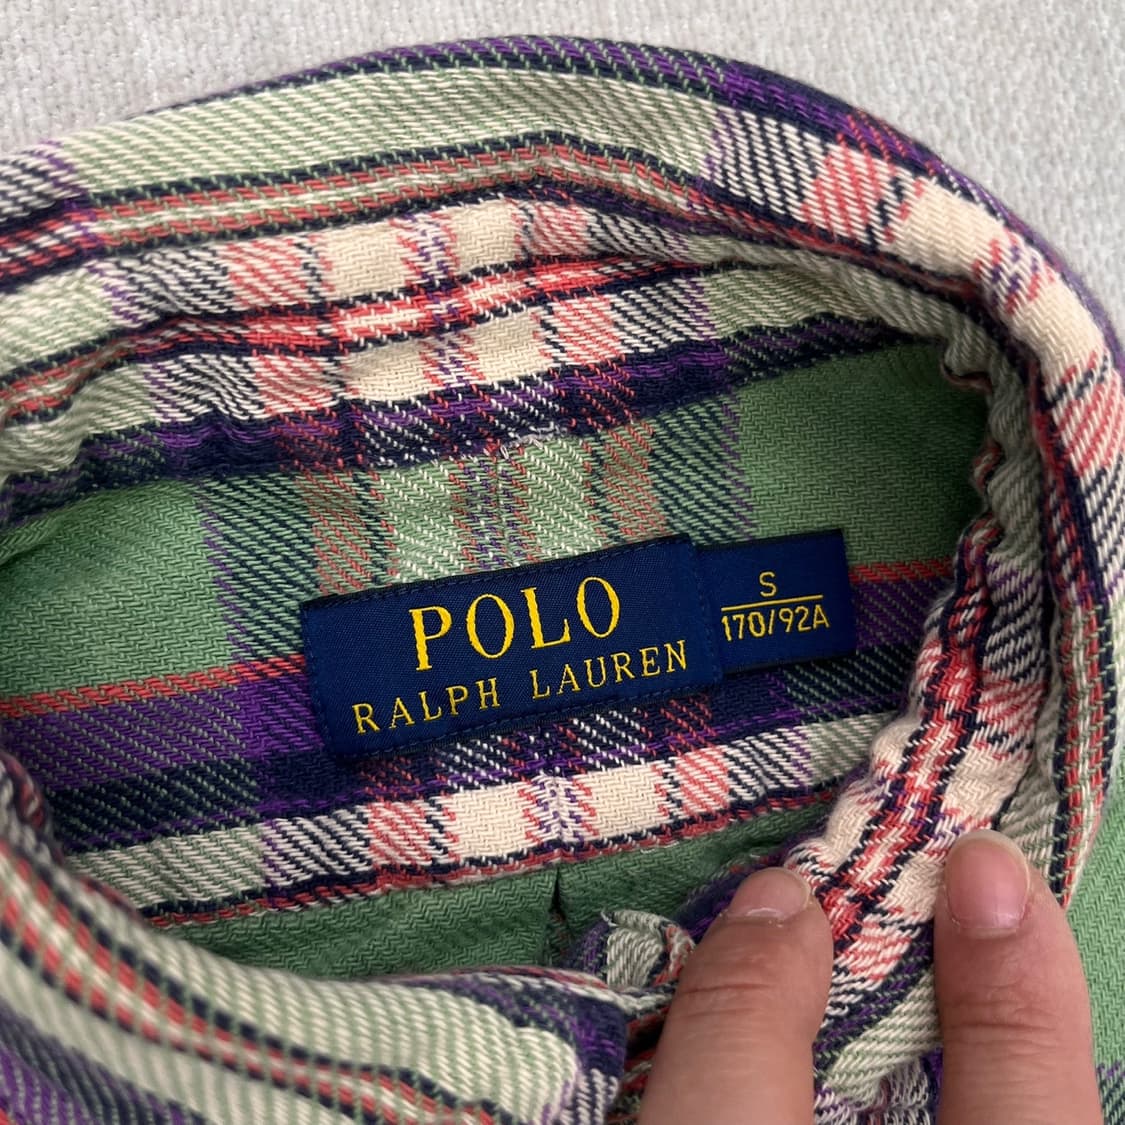 POLO
RALPH LAUREN
S
170/92A